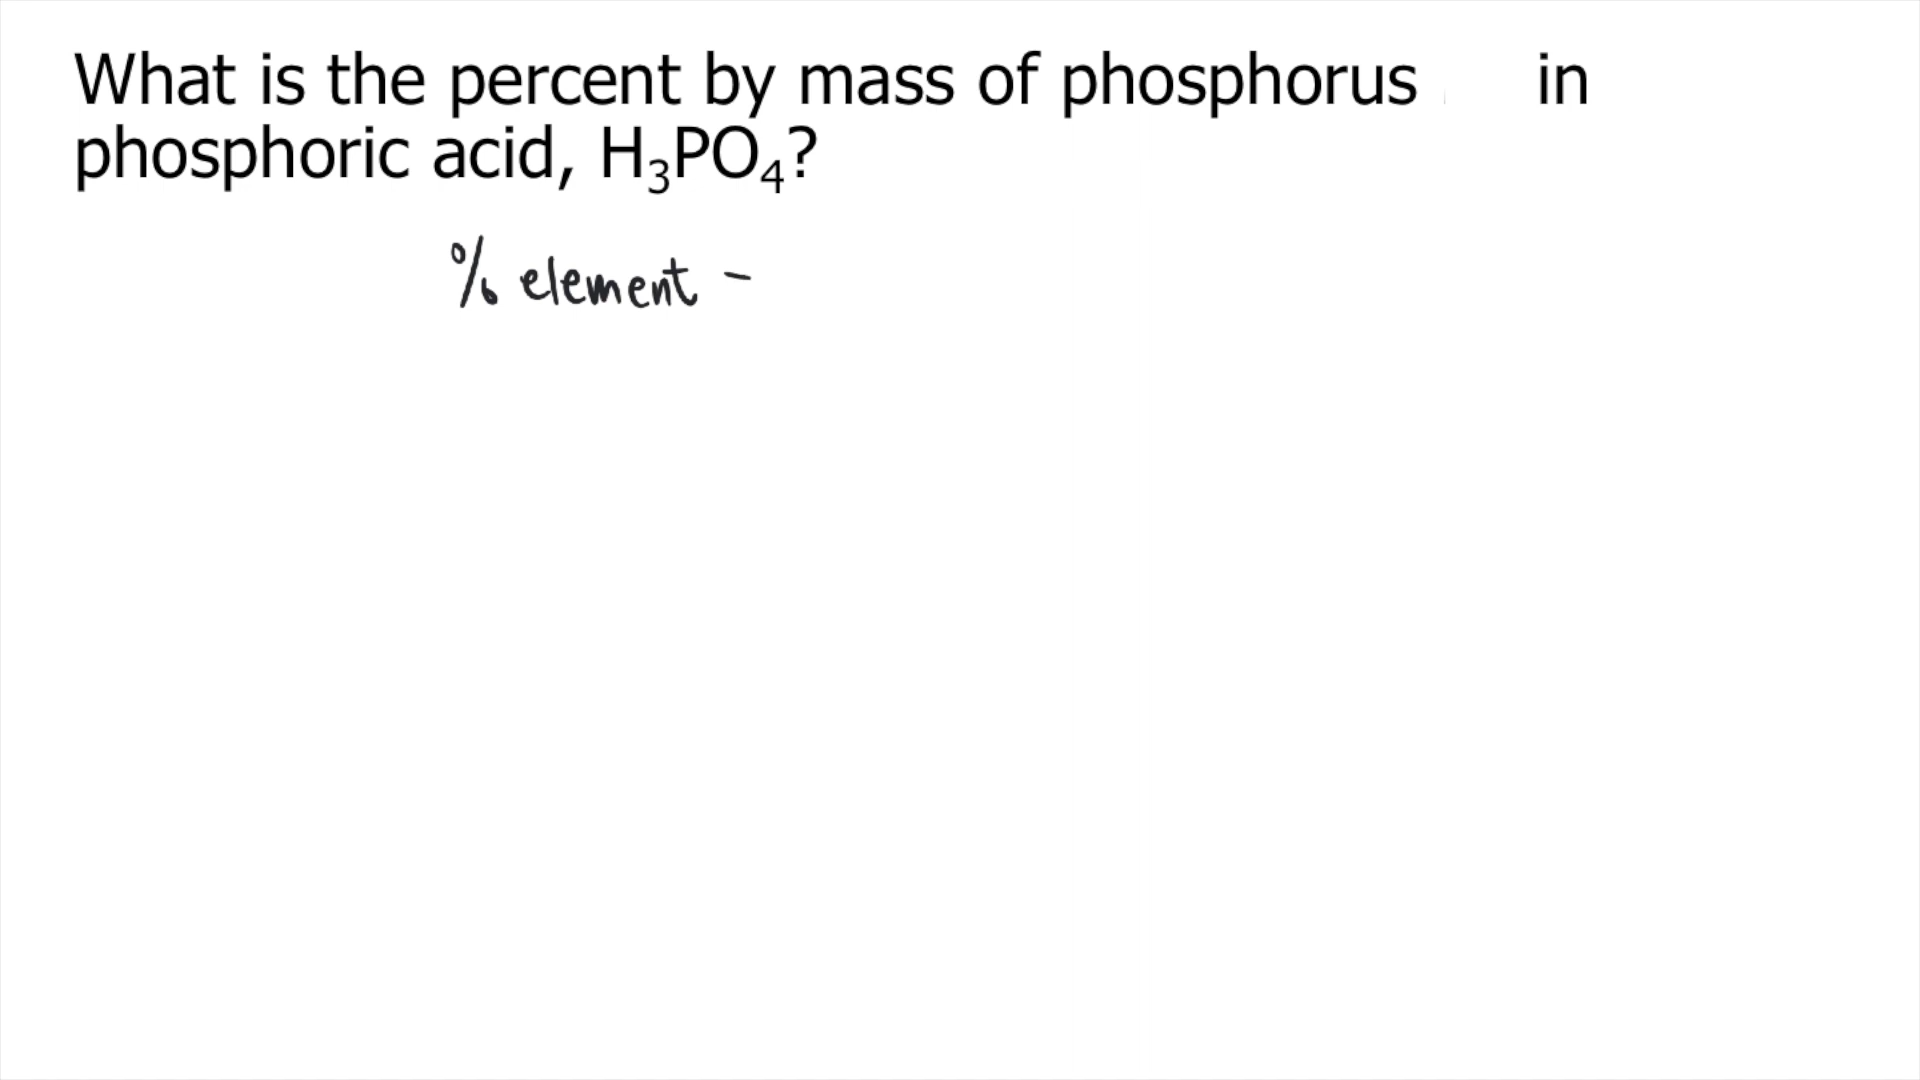 What is the percent by mass of phosphorus in
phosphoric acid, H₃PO₄?
% element -